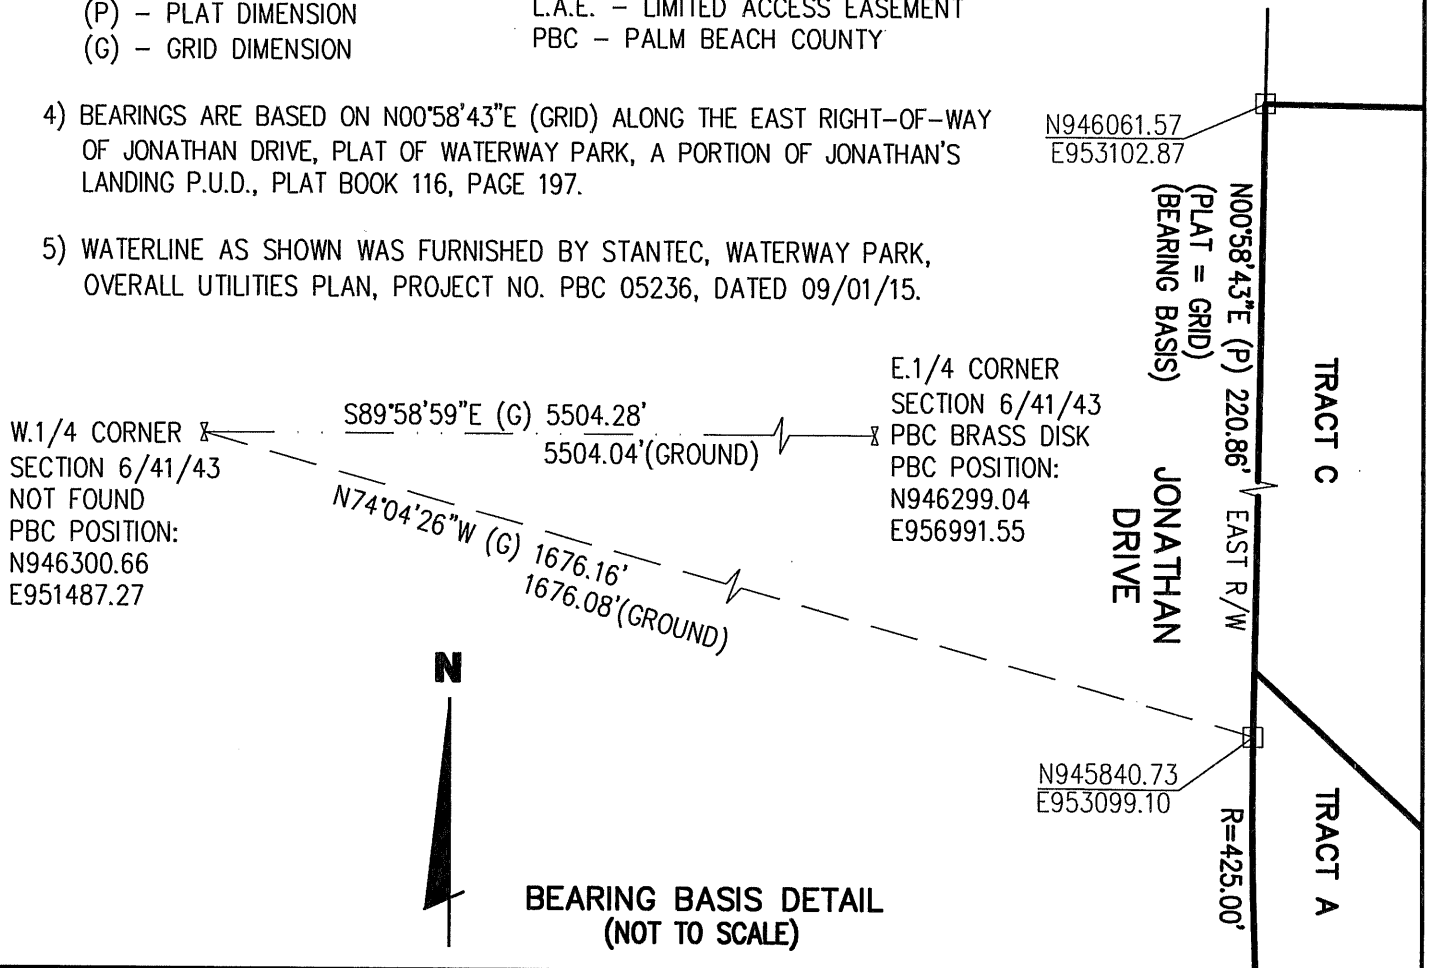 (P) – PLAT DIMENSION
(G) – GRID DIMENSION
L.A.E. – LIMITED ACCESS EASEMENT
PBC – PALM BEACH COUNTY
4) BEARINGS ARE BASED ON N00°58'43"E (GRID) ALONG THE EAST RIGHT–OF–WAY
OF JONATHAN DRIVE, PLAT OF WATERWAY PARK, A PORTION OF JONATHAN'S
LANDING P.U.D., PLAT BOOK 116, PAGE 197.
5) WATERLINE AS SHOWN WAS FURNISHED BY STANTEC, WATERWAY PARK,
OVERALL UTILITIES PLAN, PROJECT NO. PBC 05236, DATED 09/01/15.
N946061.57
E953102.87
N00°58'43"E (P) 220.86'
(PLAT = GRID)
(BEARING BASIS)
EAST R/W
TRACT C
JONATHAN
DRIVE
W.1/4 CORNER
SECTION 6/41/43
NOT FOUND
PBC POSITION:
N946300.66
E951487.27
S89°58'59"E (G) 5504.28'
5504.04'(GROUND)
E.1/4 CORNER
SECTION 6/41/43
PBC BRASS DISK
PBC POSITION:
N946299.04
E956991.55
N74°04'26"W (G) 1676.16'
1676.08'(GROUND)
N945840.73
E953099.10
R=425.00'
TRACT A
N
BEARING BASIS DETAIL
(NOT TO SCALE)